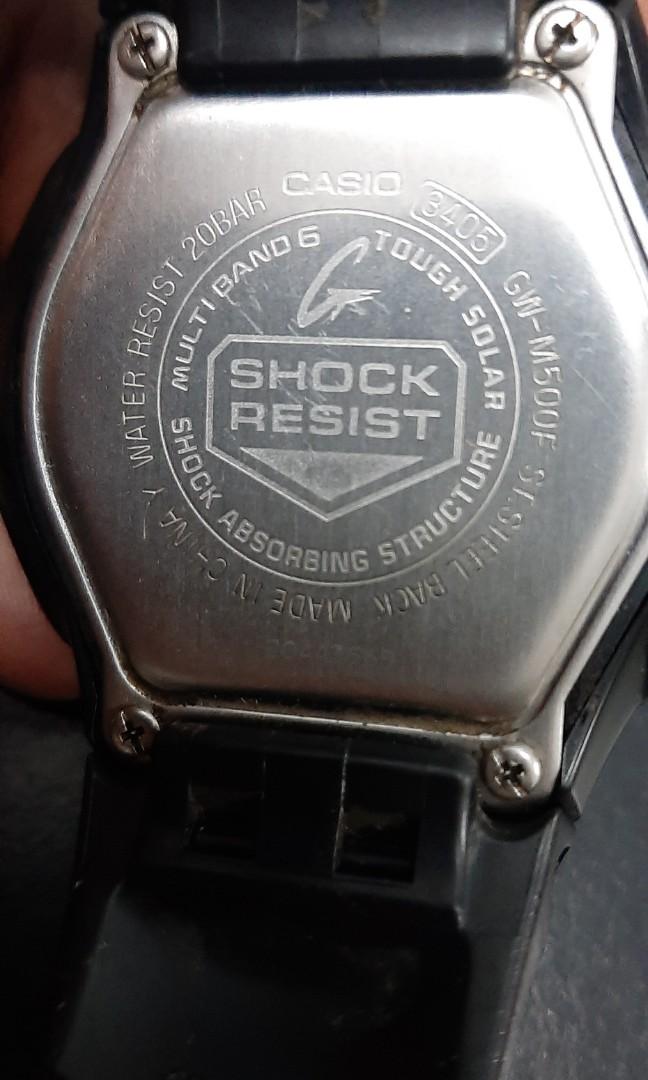 CASIO
3405
GW-M500F ST.STEEL BACK MADE IN CHINA Y WATER RESIST 20BAR
MULTI BAND 6
G
TOUGH SOLAR
SHOCK
RESIST
SHOCK ABSORBING STRUCTURE